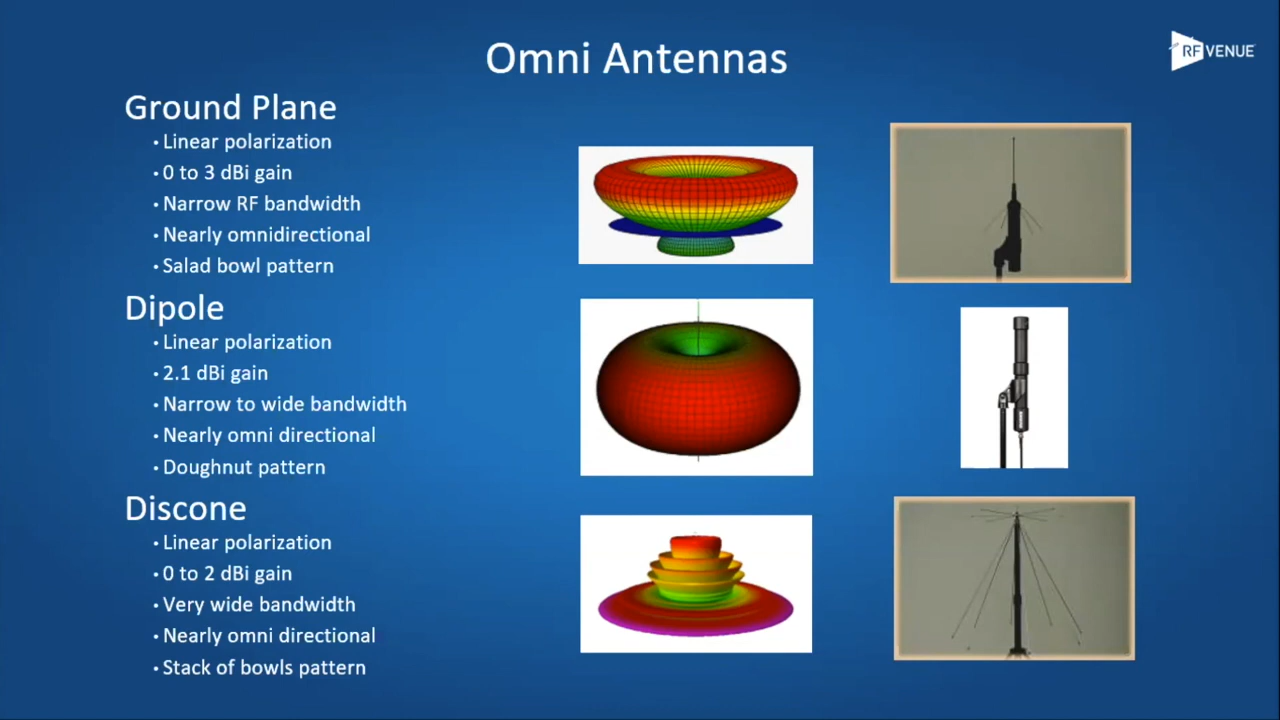 Omni Antennas
RF VENUE
Ground Plane
• Linear polarization
• 0 to 3 dBi gain
• Narrow RF bandwidth
• Nearly omnidirectional
• Salad bowl pattern
Dipole
• Linear polarization
• 2.1 dBi gain
• Narrow to wide bandwidth
• Nearly omni directional
• Doughnut pattern
Discone
• Linear polarization
• 0 to 2 dBi gain
• Very wide bandwidth
• Nearly omni directional
• Stack of bowls pattern